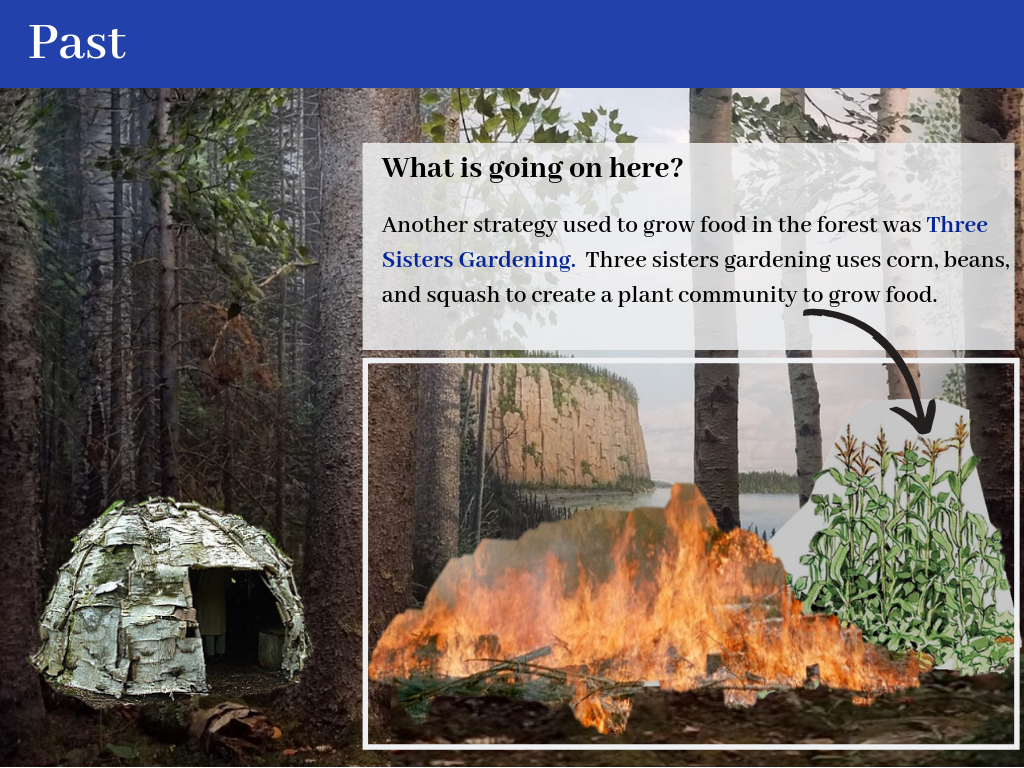 Past
What is going on here?
Another strategy used to grow food in the forest was Three
Sisters Gardening.  Three sisters gardening uses corn, beans,
and squash to create a plant community to grow food.